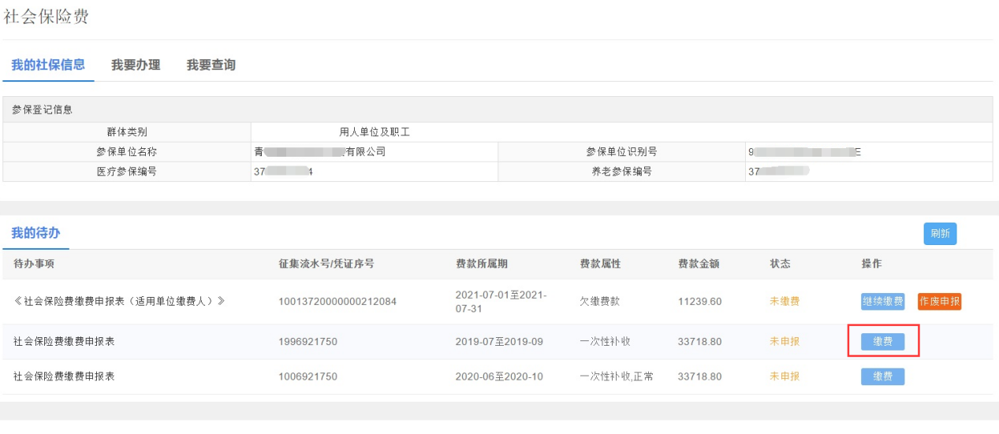 社会保险费
我的社保信息 我要办理 我要查询
参保登记信息
群体类别 用人单位及职工
参保单位名称 青 有限公司 参保单位识别号 9 E
医疗参保编号 37 4 养老参保编号 37
我的待办 刷新
待办事项 征集流水号/凭证序号 费款所属期 费款属性 费款金额 状态 操作
《社会保险费缴费申报表（适用单位缴费人）》 10013720000000212084 2021-07-01至2021-07-31 欠缴费款 11239.60 未缴费 继续缴费 作废申报
社会保险费缴费申报表 1996921750 2019-07至2019-09 一次性补收 33718.80 未申报 缴费
社会保险费缴费申报表 1006921750 2020-06至2020-10 一次性补收,正常 33718.80 未申报 缴费